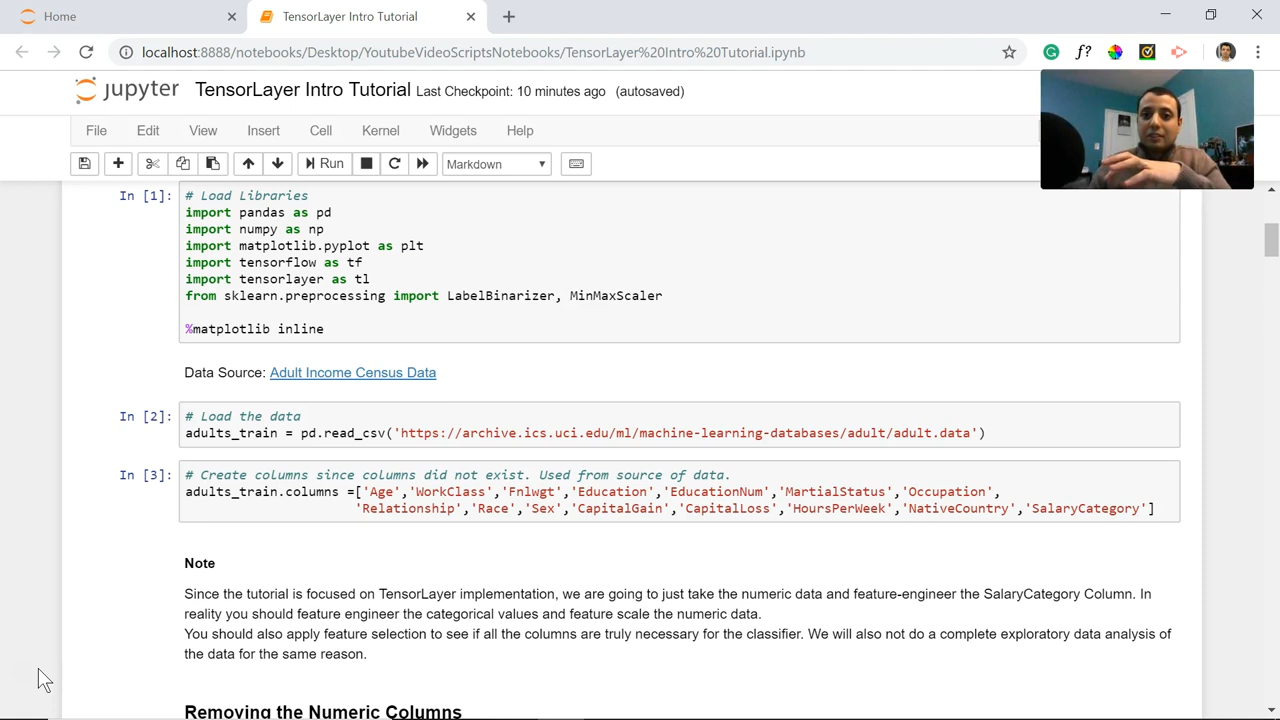 Home
TensorLayer Intro Tutorial
localhost:8888/notebooks/Desktop/YoutubeVideoScriptsNotebooks/TensorLayer%20Intro%20Tutorial.ipynb
f?
jupyter TensorLayer Intro Tutorial Last Checkpoint: 10 minutes ago (autosaved)
File Edit View Insert Cell Kernel Widgets Help
Run Markdown
In [1]: # Load Libraries
import pandas as pd
import numpy as np
import matplotlib.pyplot as plt
import tensorflow as tf
import tensorlayer as tl
from sklearn.preprocessing import LabelBinarizer, MinMaxScaler
%matplotlib inline
Data Source: Adult Income Census Data
In [2]: # Load the data
adults_train = pd.read_csv('https://archive.ics.uci.edu/ml/machine-learning-databases/adult/adult.data')
In [3]: # Create columns since columns did not exist. Used from source of data.
adults_train.columns =['Age','WorkClass','Fnlwgt','Education','EducationNum','MartialStatus','Occupation',
'Relationship','Race','Sex','CapitalGain','CapitalLoss','HoursPerWeek','NativeCountry','SalaryCategory']
Note
Since the tutorial is focused on TensorLayer implementation, we are going to just take the numeric data and feature-engineer the SalaryCategory Column. In
reality you should feature engineer the categorical values and feature scale the numeric data.
You should also apply feature selection to see if all the columns are truly necessary for the classifier. We will also not do a complete exploratory data analysis of
the data for the same reason.
Removing the Numeric Columns